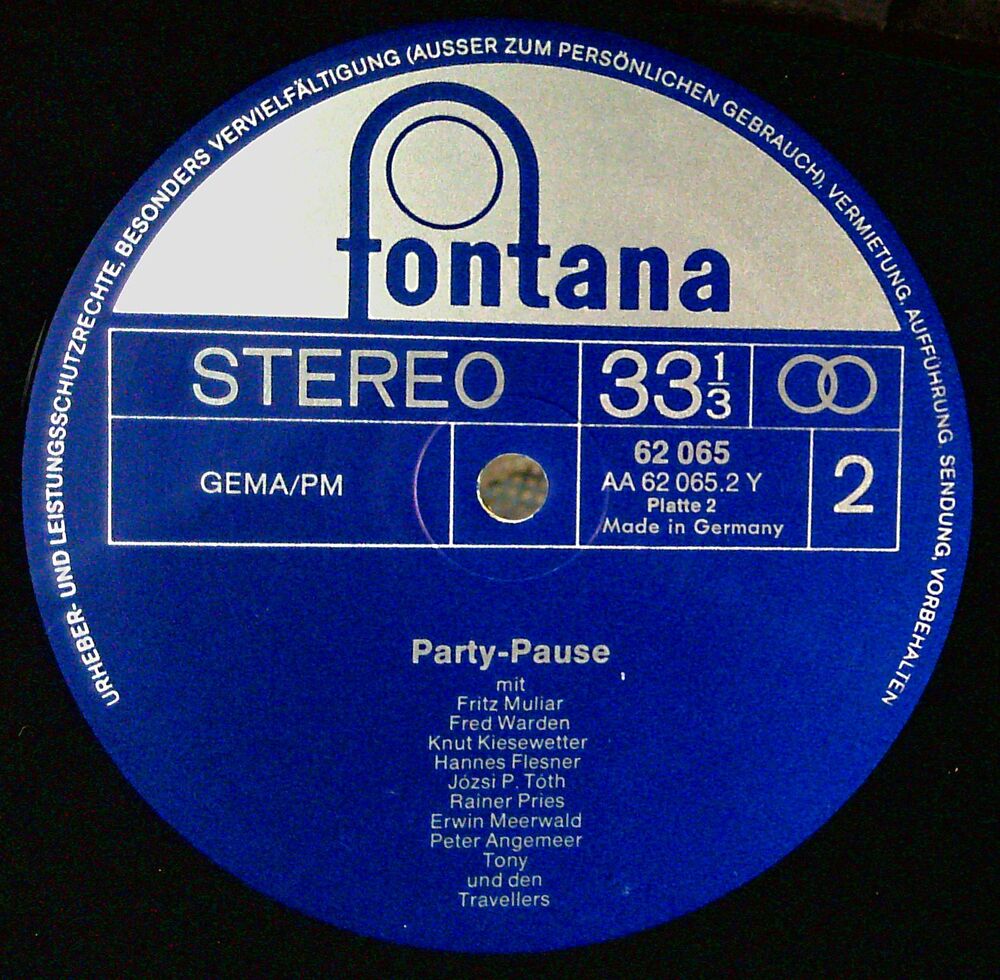 URHEBER- UND LEISTUNGSSCHUTZRECHTE, BESONDERS VERVIELFÄLTIGUNG (AUSSER ZUM PERSÖNLICHEN GEBRAUCH), VERMIETUNG, AUFFÜHRUNG SENDUNG, VORBEHALTEN
fontana
STEREO
33 1/3
GEMA/PM
62 065
AA 62 065.2 Y
Platte 2
Made in Germany
2
Party-Pause
mit
Fritz Muliar
Fred Warden
Knut Kiesewetter
Hannes Flesner
Józsi P. Tóth
Rainer Pries
Erwin Meerwald
Peter Angemeer
Tony
und den
Travellers